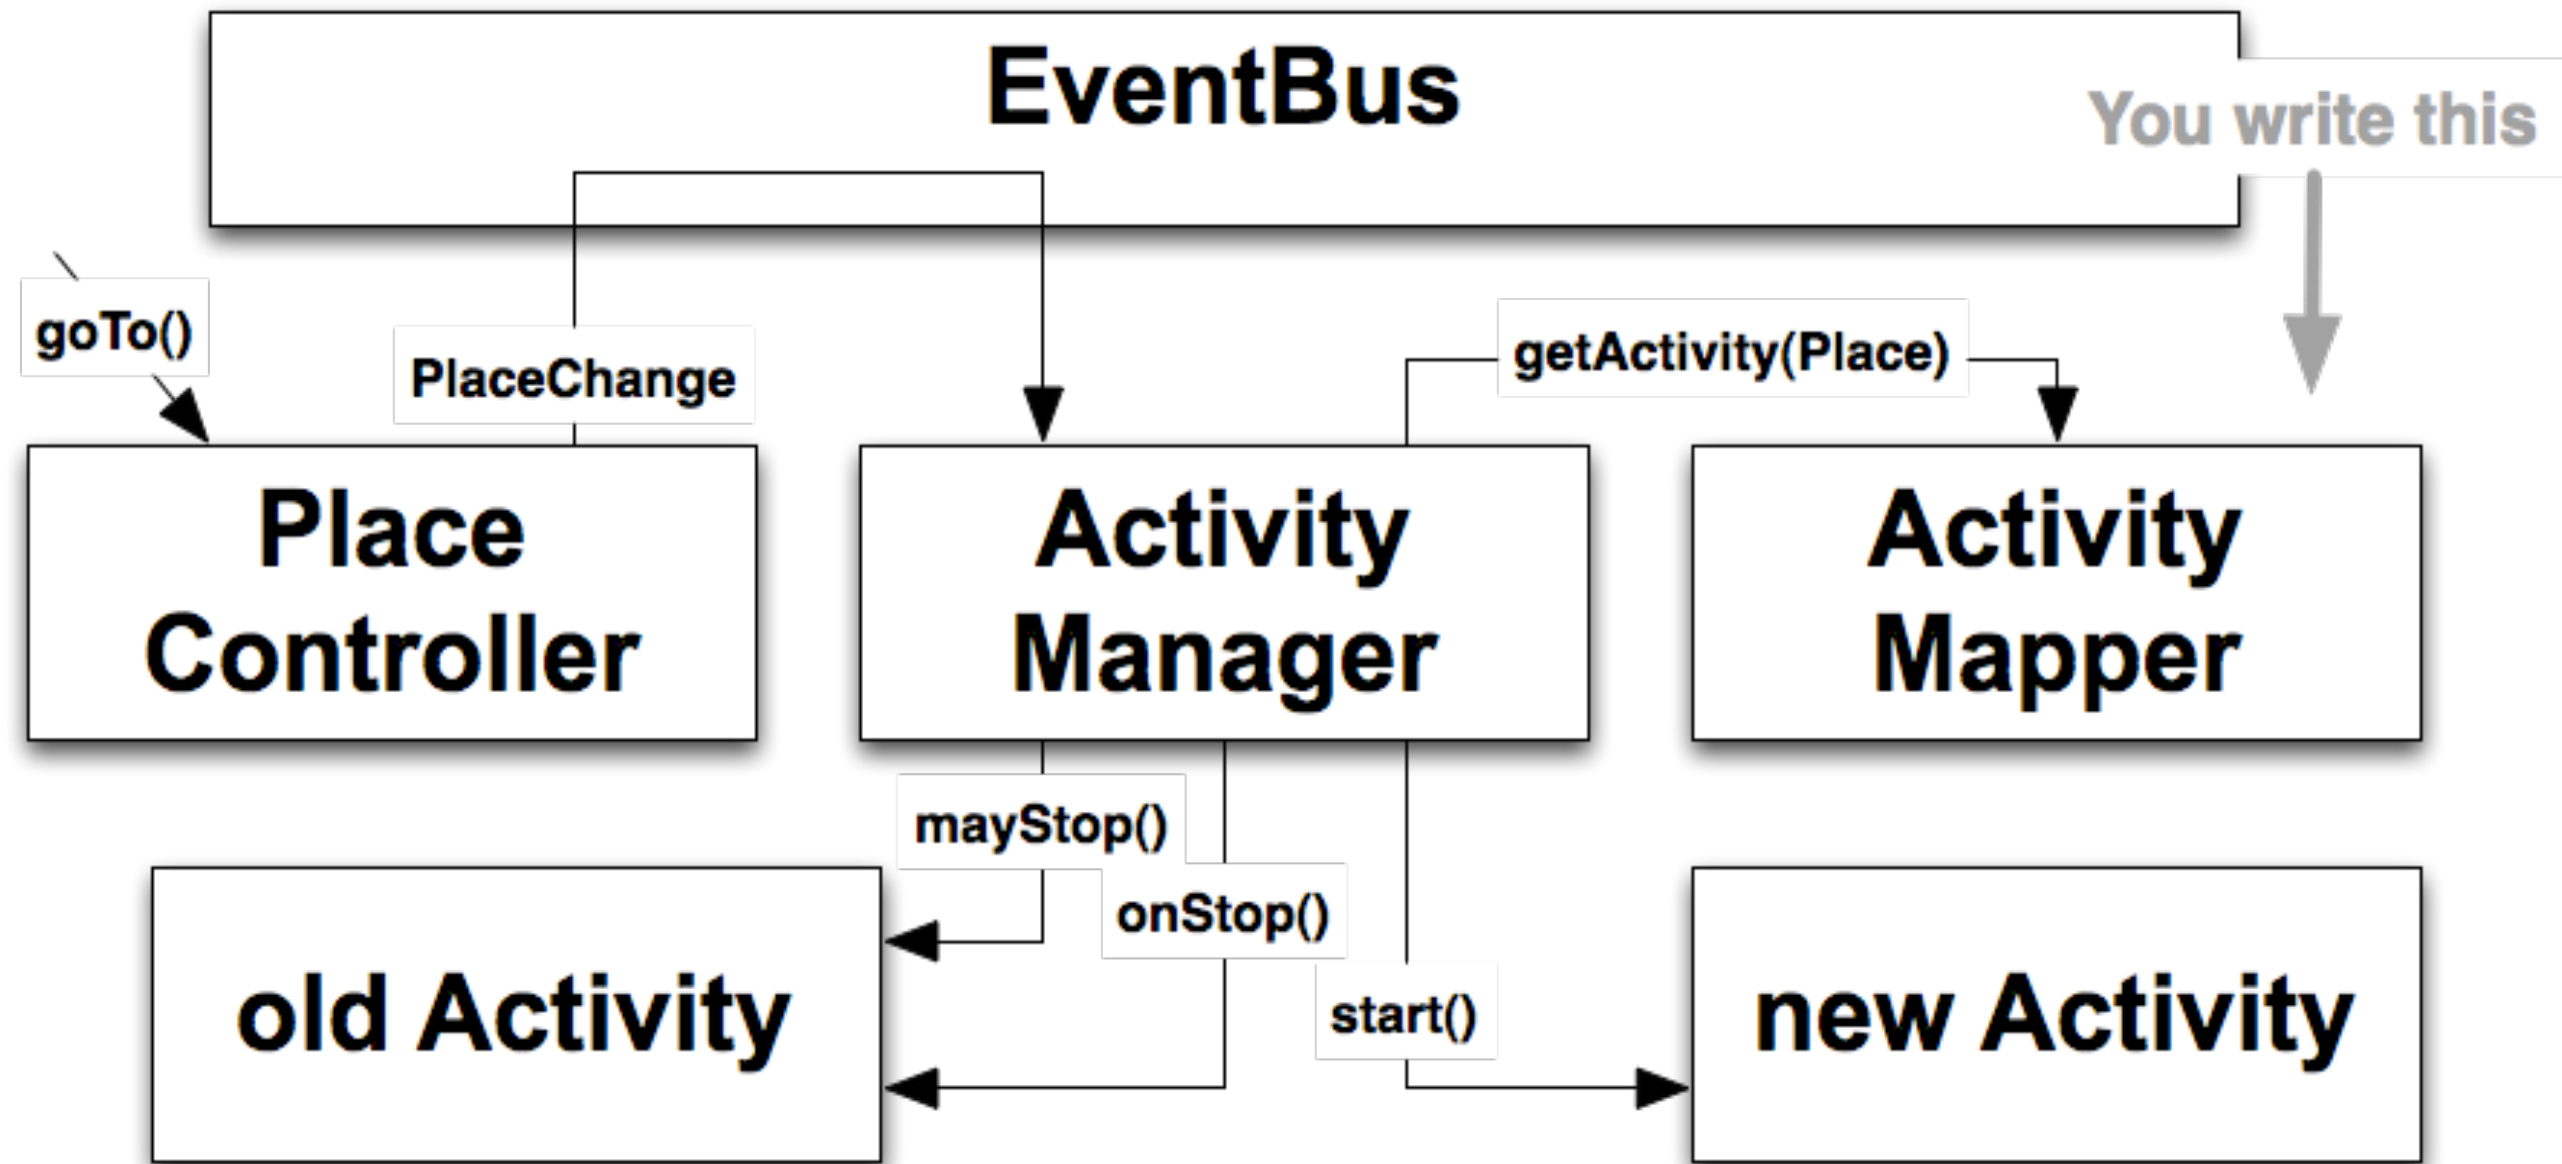 EventBus
You write this
goTo()
PlaceChange
getActivity(Place)
Place
Controller
Activity
Manager
Activity
Mapper
mayStop()
onStop()
start()
old Activity
new Activity